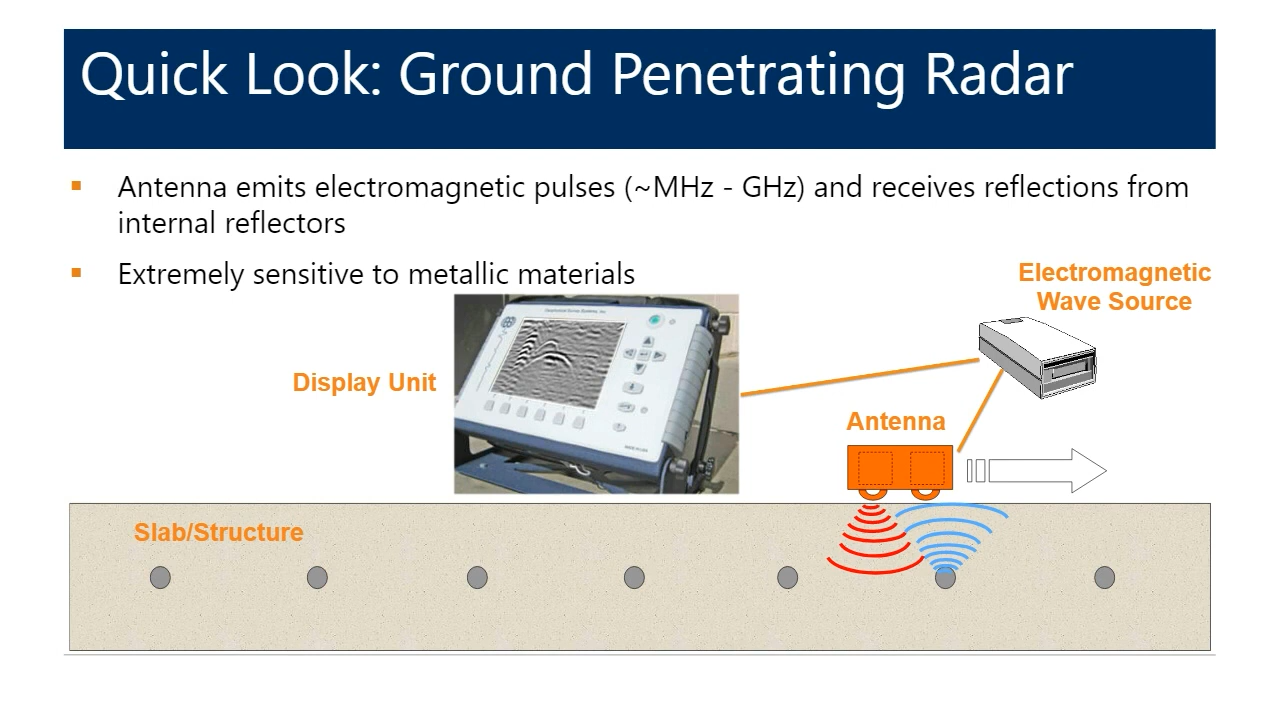 Quick Look: Ground Penetrating Radar
Antenna emits electromagnetic pulses (~MHz - GHz) and receives reflections from
internal reflectors
Extremely sensitive to metallic materials
Electromagnetic
Wave Source
Display Unit
Antenna
Slab/Structure